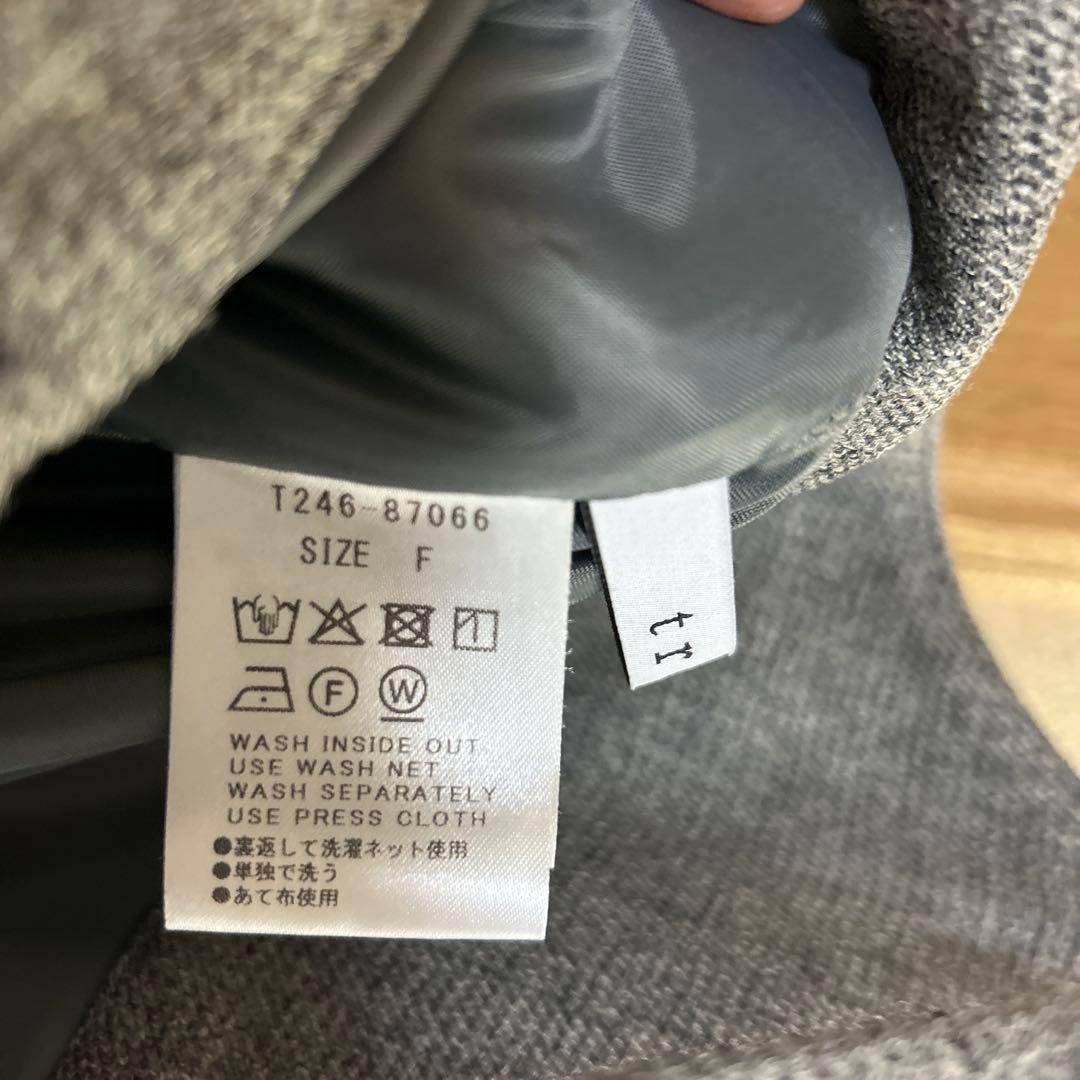 T246-87066
SIZE F
F W
WASH INSIDE OUT
USE WASH NET
WASH SEPARATELY
USE PRESS CLOTH
●裏返して洗濯ネット使用
●単独で洗う
●あて布使用
tr